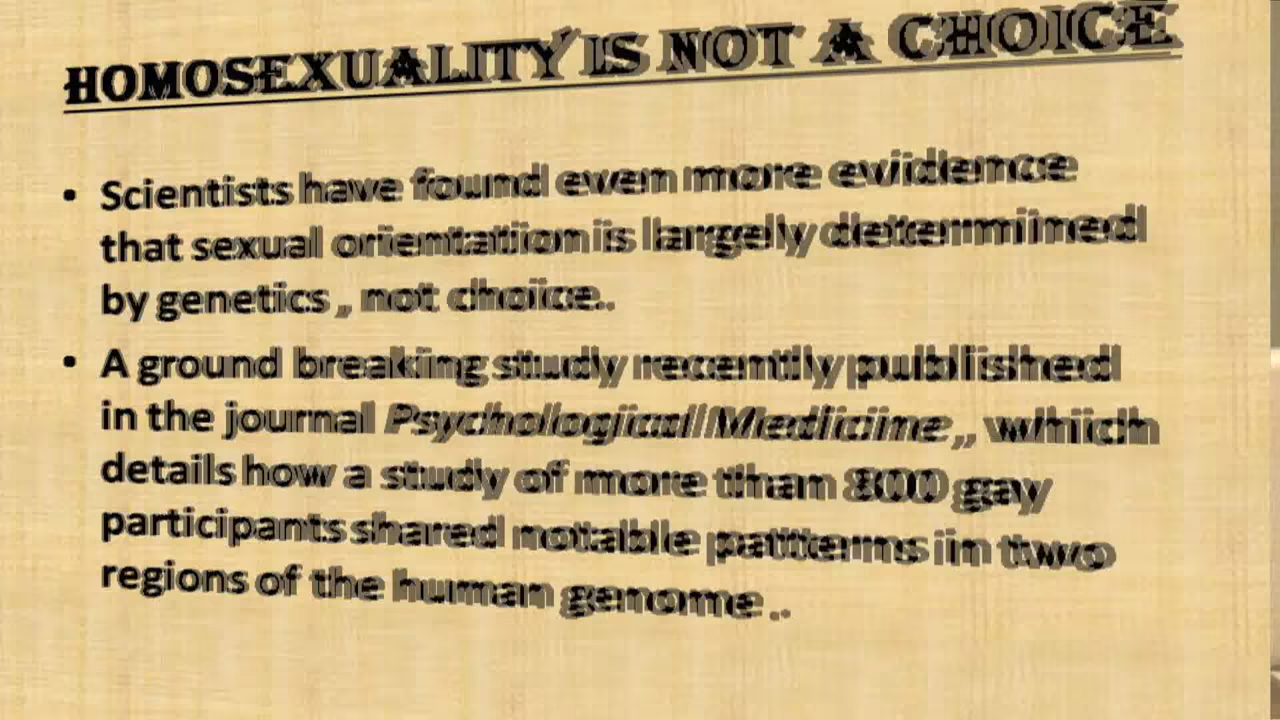 HOMOSEXUALITY IS NOT A CHOICE
• Scientists have found even more evidence
that sexual orientation is largely determined
by genetics , not choice.
• A ground breaking study recently published
in the journal Psychological Medicine , which
details how a study of more than 800 gay
participants shared notable patterns in two
regions of the human genome .